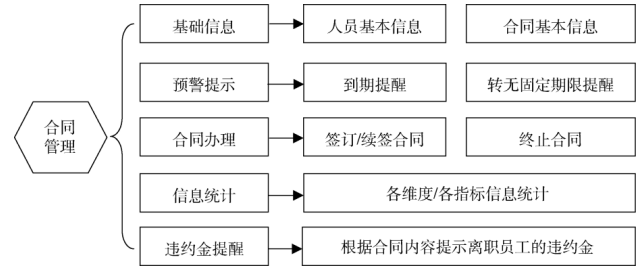 基础信息
人员基本信息
合同基本信息
预警提示
到期提醒
转无固定期限提醒
合同
管理
合同办理
签订/续签合同
终止合同
信息统计
各维度/各指标信息统计
违约金提醒
根据合同内容提示离职员工的违约金